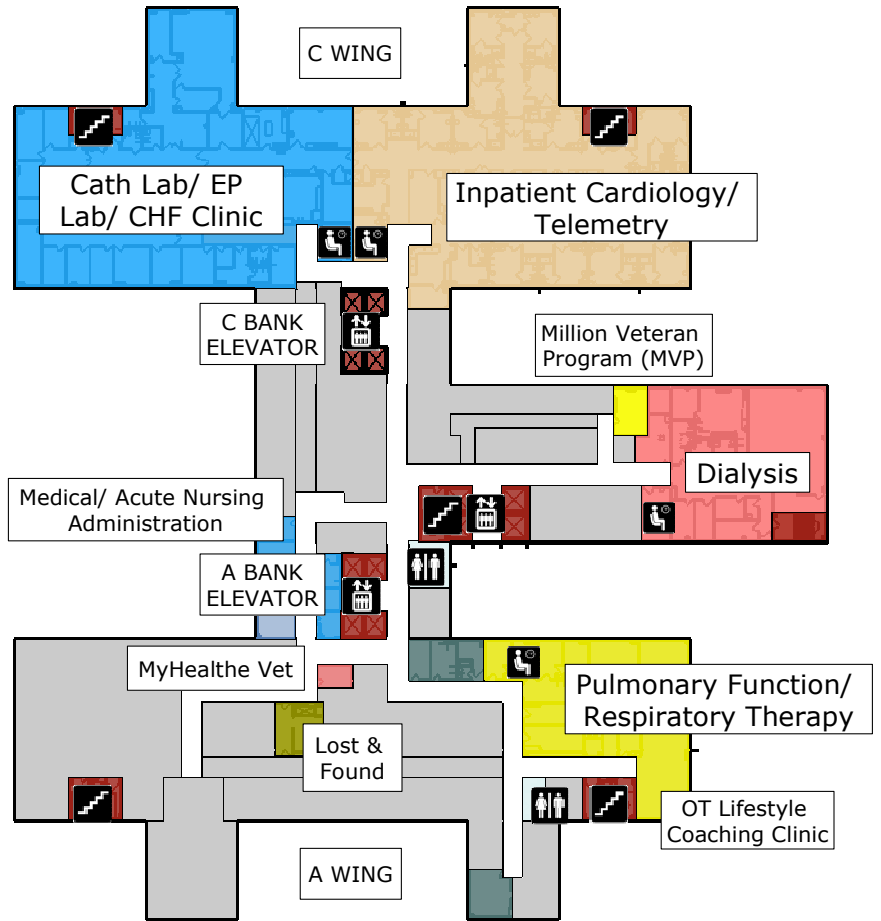 C WING
Cath Lab/ EP
Lab/ CHF Clinic
Inpatient Cardiology/
Telemetry
C BANK
ELEVATOR
Million Veteran
Program (MVP)
Dialysis
Medical/ Acute Nursing
Administration
A BANK
ELEVATOR
MyHealthe Vet
Pulmonary Function/
Respiratory Therapy
Lost &
Found
OT Lifestyle
Coaching Clinic
A WING